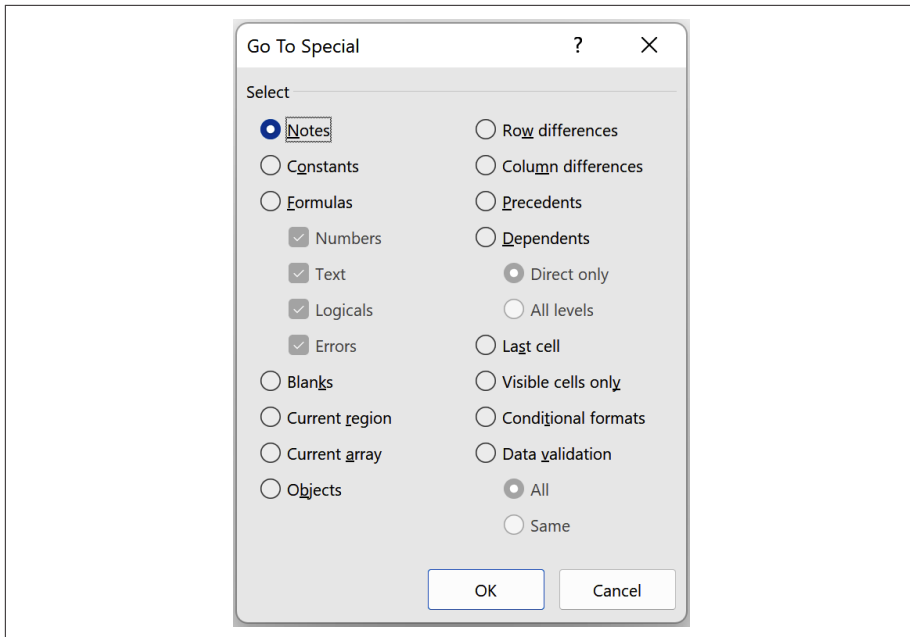 Go To Special ?
Select
Notes
Constants
Formulas
Numbers
Text
Logicals
Errors
Blanks
Current region
Current array
Objects
Row differences
Column differences
Precedents
Dependents
Direct only
All levels
Last cell
Visible cells only
Conditional formats
Data validation
All
Same
OK
Cancel